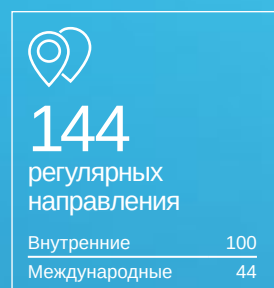 144
регулярных
направления
Внутренние 100
Международные 44